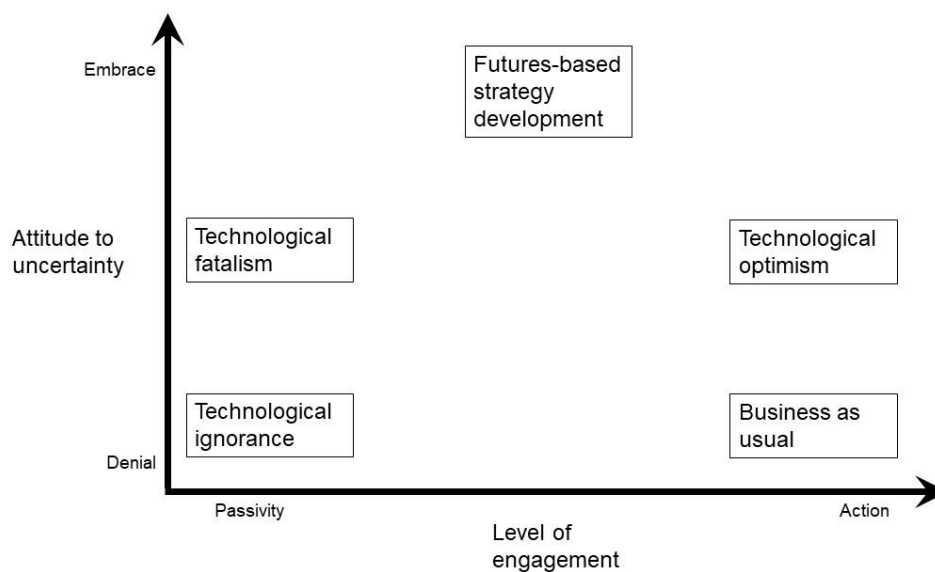 Embrace
Futures-based
strategy
development
Attitude to
uncertainty
Technological
fatalism
Technological
optimism
Technological
ignorance
Business as
usual
Denial
Passivity
Action
Level of
engagement